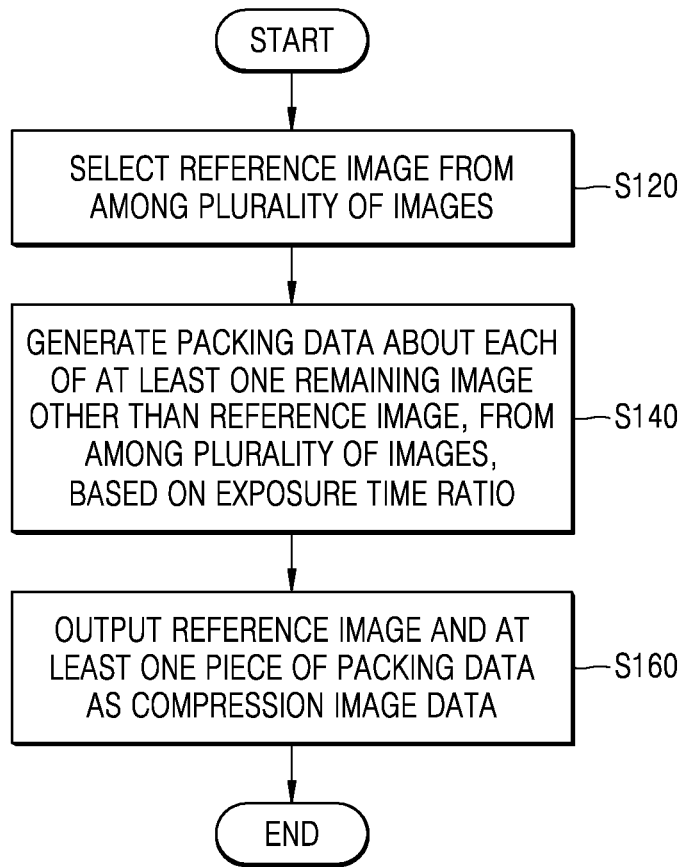 START
SELECT REFERENCE IMAGE FROM
AMONG PLURALITY OF IMAGES
S120
GENERATE PACKING DATA ABOUT EACH
OF AT LEAST ONE REMAINING IMAGE
OTHER THAN REFERENCE IMAGE, FROM
AMONG PLURALITY OF IMAGES,
BASED ON EXPOSURE TIME RATIO
S140
OUTPUT REFERENCE IMAGE AND AT
LEAST ONE PIECE OF PACKING DATA
AS COMPRESSION IMAGE DATA
S160
END